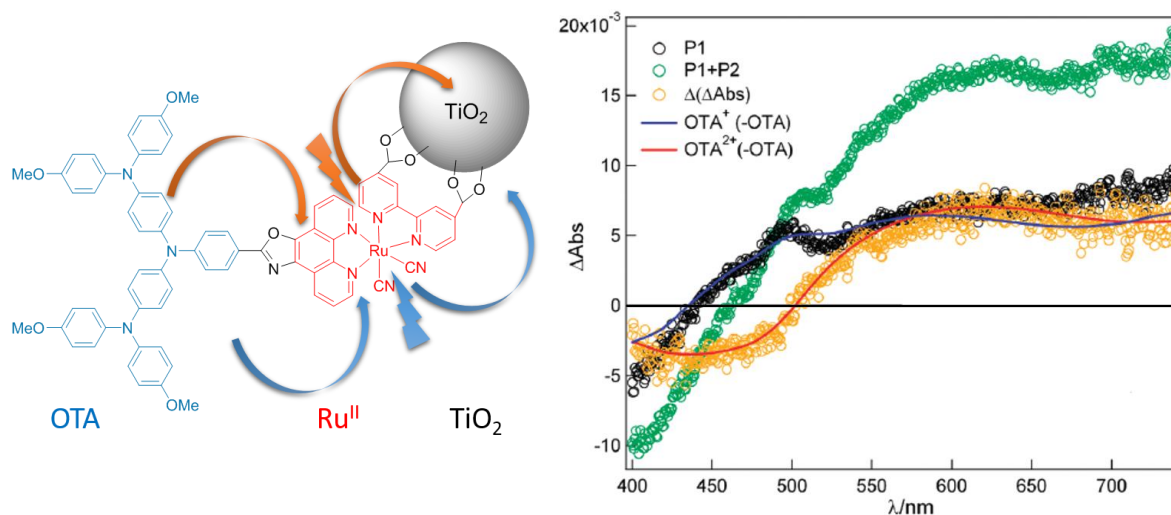 OMe
MeO
N
N
O
N
MeO
N
OMe
TiO2
O
O
O
O
N
N
N
N
Ru
CN
CN
OTA
RuII
TiO2
20x10-3
15
10
5
0
-5
-10
400
450
500
550
600
650
700
ΔAbs
λ/nm
P1
P1+P2
Δ(ΔAbs)
OTA+ (-OTA)
OTA2+(-OTA)